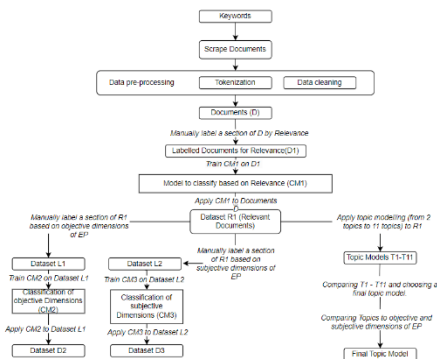 Keywords
Scrape Documents
Data pre-processing
Tokenization
Data cleaning
Documents (D)
Manually label a section of D by Relevance
Labelled Documents for Relevance(D1)
Train CM1 on D1
Model to classify based on Relevance (CM1)
Apply CM1 to Documents
D
Dataset R1 (Relevant
Documents)
Manually label a section of R1
based on objective dimensions
of EP
Manually label a section
of R1 based on
subjective dimensions of
EP
Apply topic modelling (from 2
topics to 11 topics) to R1
Dataset L1
Dataset L2
Topic Models T1-T11
Train CM2 on Dataset L1
Train CM3 on Dataset L2
Comparing T1 - T11 and choosing a
final topic model.
Classification
of objective Dimensions
(CM2)
Classification of
subjective
Dimensions (CM3)
Comparing Topics to objective and
subjective dimensions of EP
Apply CM2 to Dataset L1
Apply CM3 to Dataset L2
Dataset D2
Dataset D3
Final Topic Model